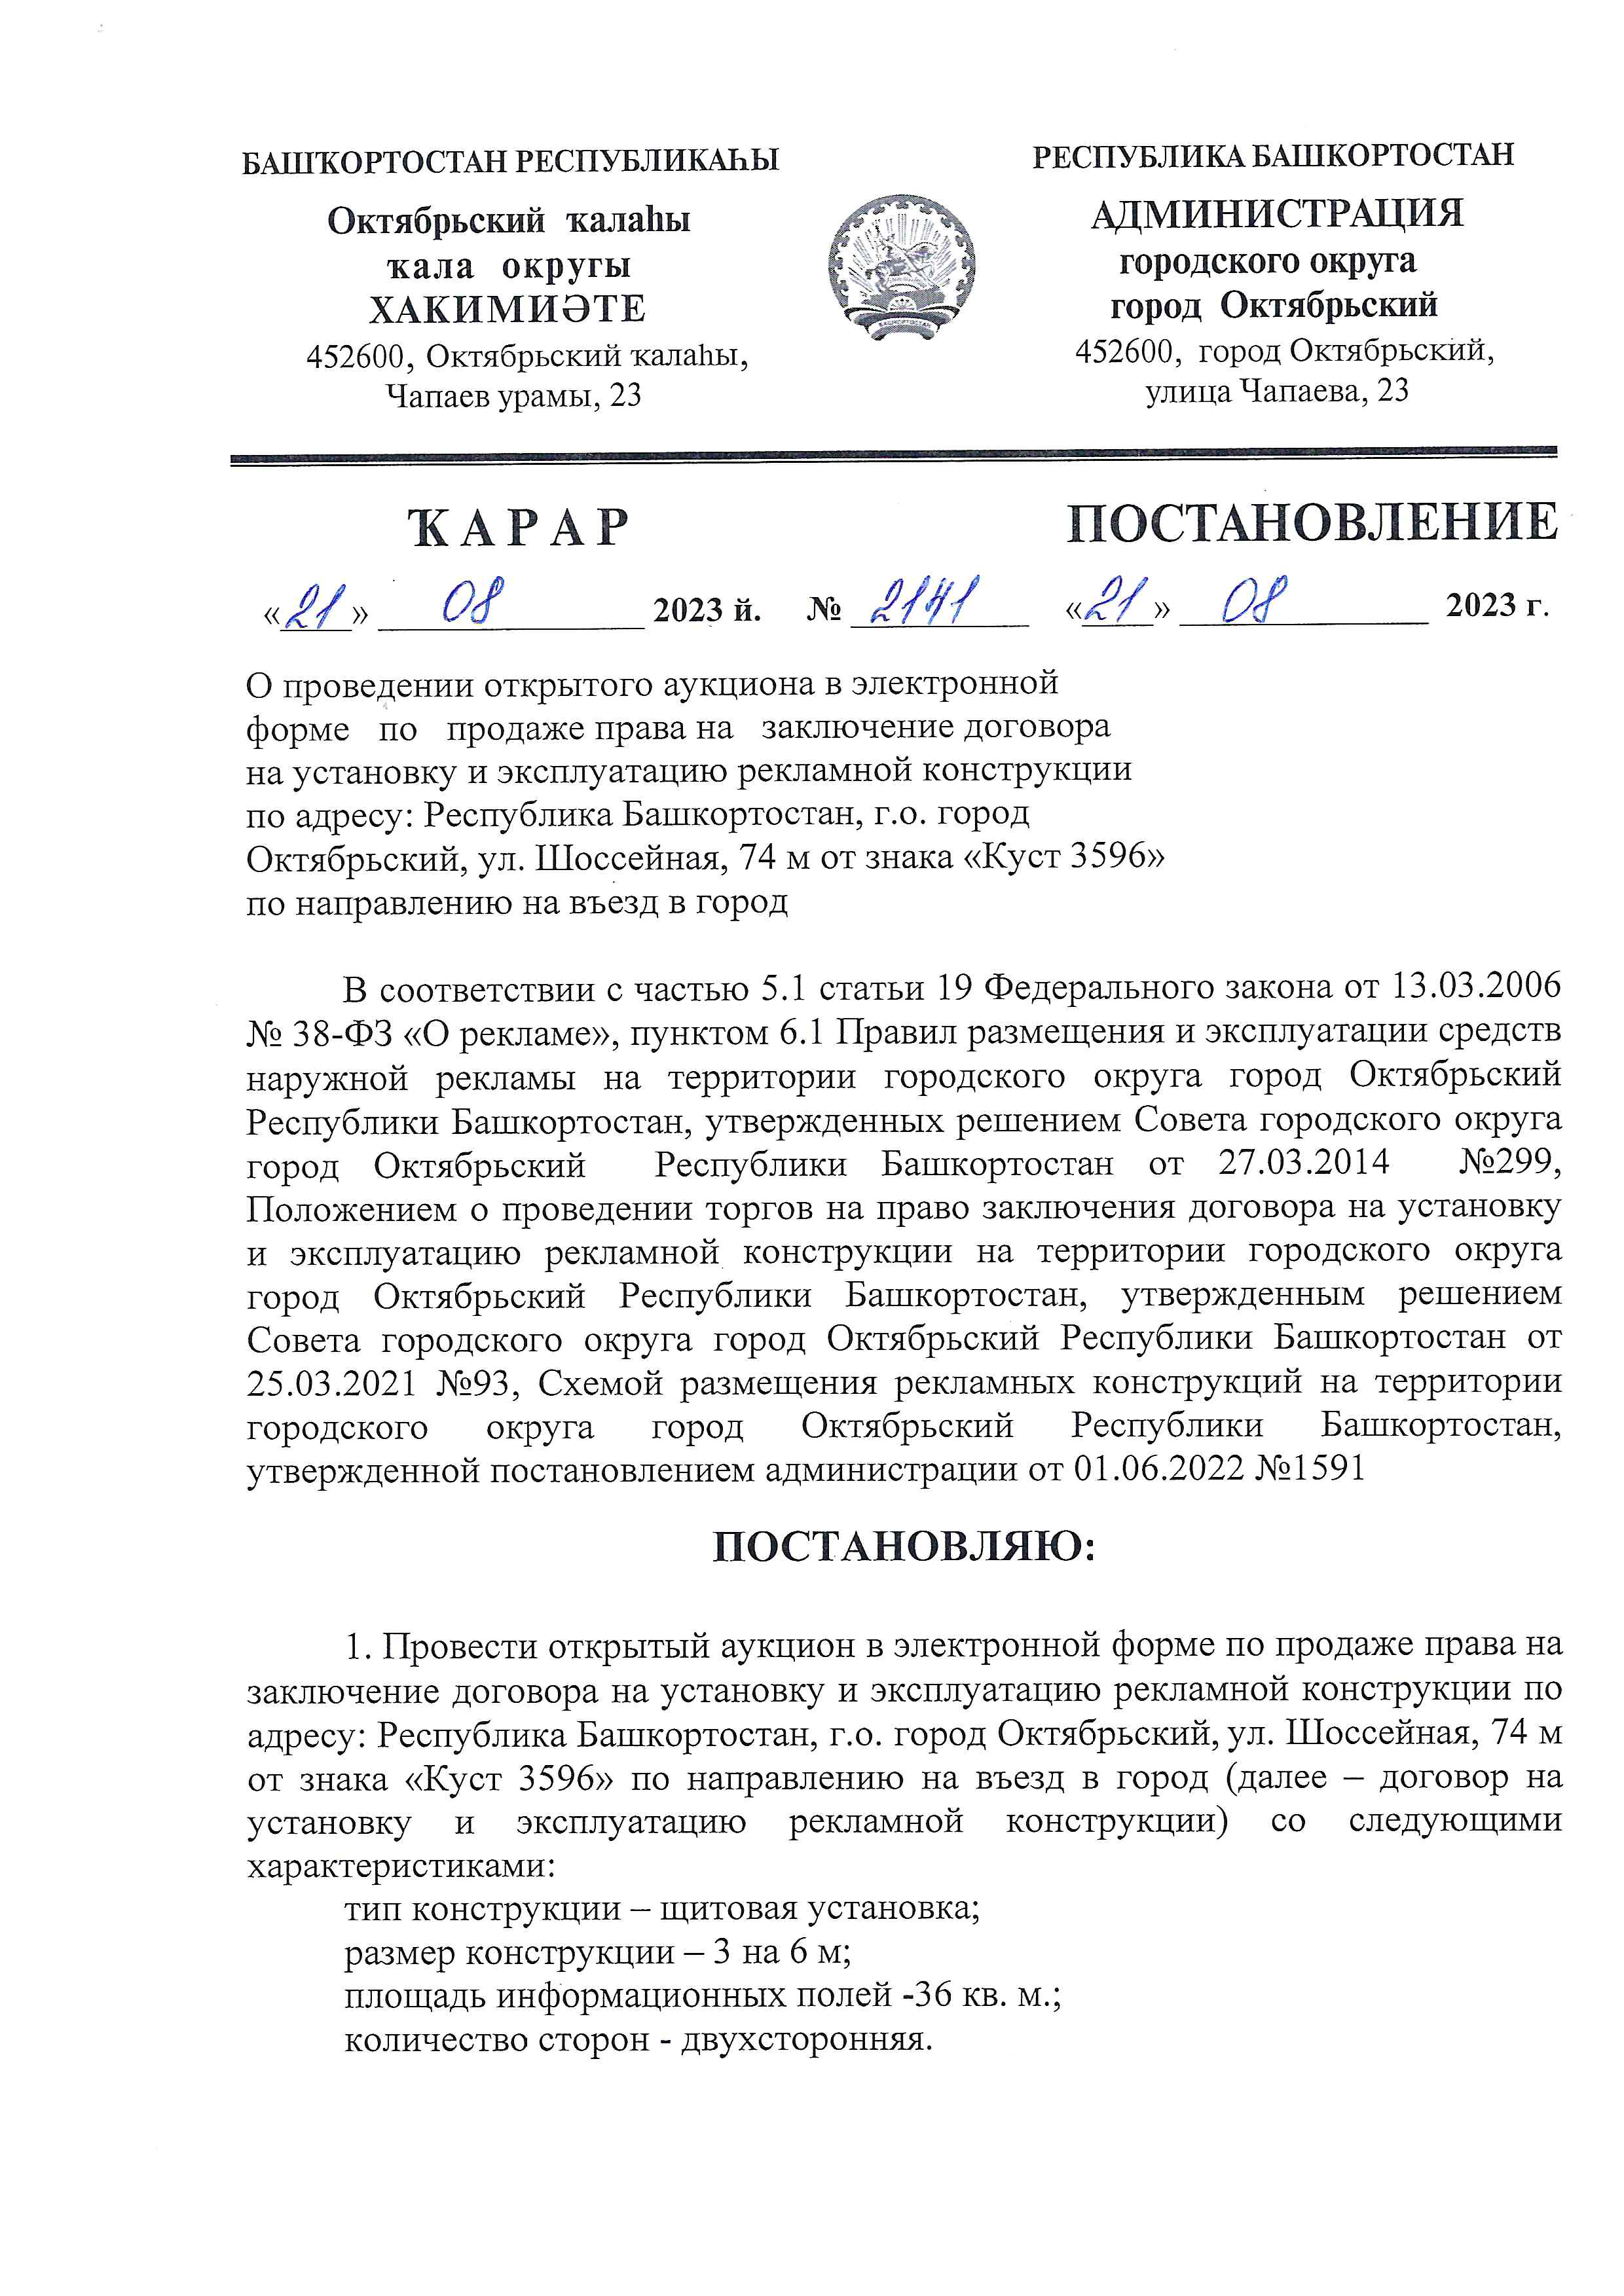 БАШҠОРТОСТАН РЕСПУБЛИКАҺЫ
Октябрьский ҡалаһы
ҡала округы
ХАКИМИӘТЕ
452600, Октябрьский ҡалаһы,
Чапаев урамы, 23
БАШКОРТОСТАН
РЕСПУБЛИКА БАШКОРТОСТАН
АДМИНИСТРАЦИЯ
городского округа
город Октябрьский
452600, город Октябрьский,
улица Чапаева, 23
ҠАРАР
ПОСТАНОВЛЕНИЕ
«21» 08 2023 й. № 2141 «21» 08 2023 г.
О проведении открытого аукциона в электронной
форме по продаже права на заключение договора
на установку и эксплуатацию рекламной конструкции
по адресу: Республика Башкортостан, г.о. город
Октябрьский, ул. Шоссейная, 74 м от знака «Куст 3596»
по направлению на въезд в город
В соответствии с частью 5.1 статьи 19 Федерального закона от 13.03.2006
№ 38-ФЗ «О рекламе», пунктом 6.1 Правил размещения и эксплуатации средств
наружной рекламы на территории городского округа город Октябрьский
Республики Башкортостан, утвержденных решением Совета городского округа
город Октябрьский Республики Башкортостан от 27.03.2014 №299,
Положением о проведении торгов на право заключения договора на установку
и эксплуатацию рекламной конструкции на территории городского округа
город Октябрьский Республики Башкортостан, утвержденным решением
Совета городского округа город Октябрьский Республики Башкортостан от
25.03.2021 №93, Схемой размещения рекламных конструкций на территории
городского округа город Октябрьский Республики Башкортостан,
утвержденной постановлением администрации от 01.06.2022 №1591
ПОСТАНОВЛЯЮ:
1. Провести открытый аукцион в электронной форме по продаже права на
заключение договора на установку и эксплуатацию рекламной конструкции по
адресу: Республика Башкортостан, г.о. город Октябрьский, ул. Шоссейная, 74 м
от знака «Куст 3596» по направлению на въезд в город (далее – договор на
установку и эксплуатацию рекламной конструкции) со следующими
характеристиками:
тип конструкции – щитовая установка;
размер конструкции – 3 на 6 м;
площадь информационных полей -36 кв. м.;
количество сторон - двухсторонняя.